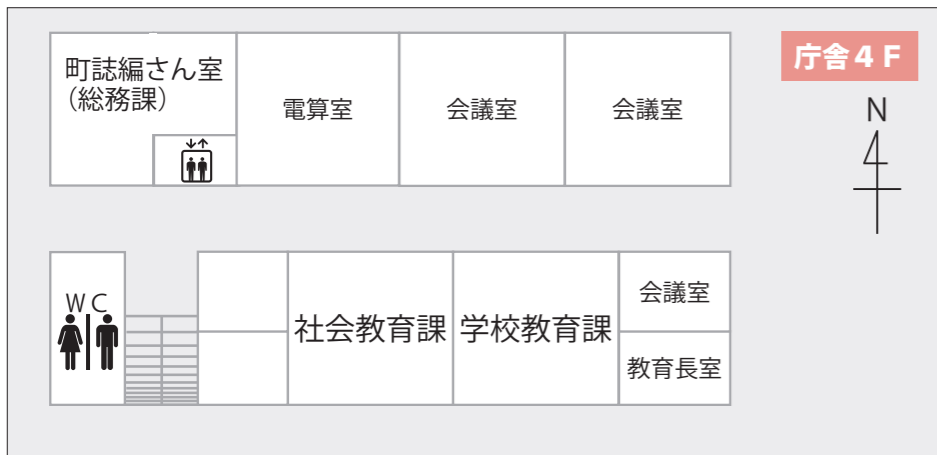 庁舎4F
町誌編さん室
(総務課)
電算室
会議室
会議室
N
WC
社会教育課
学校教育課
会議室
教育長室